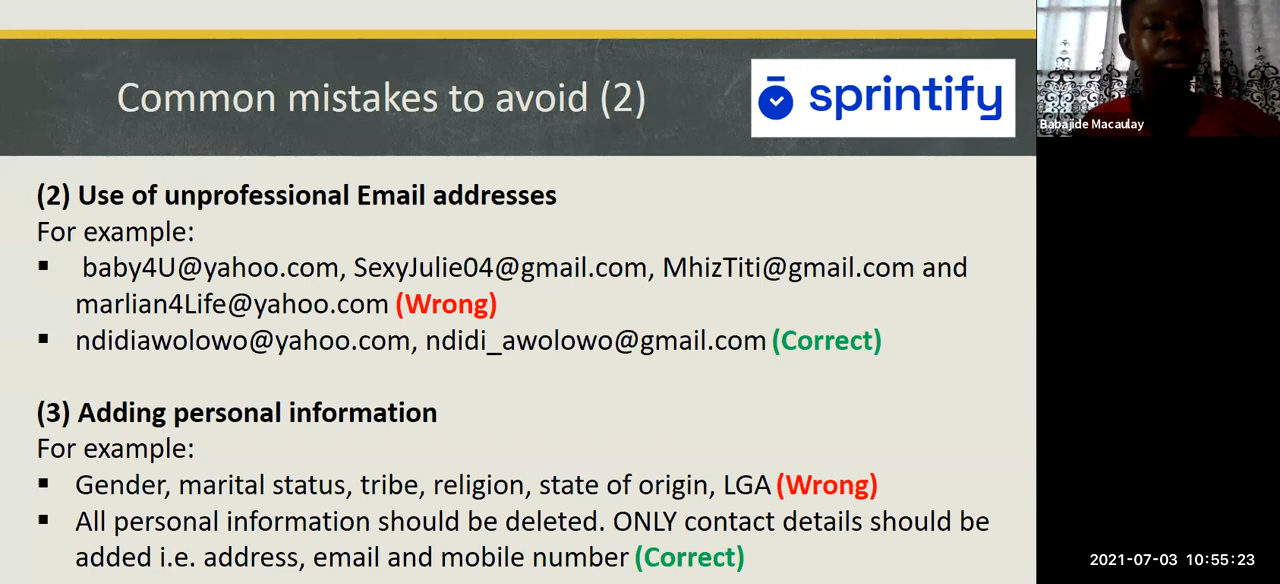 Common mistakes to avoid (2)
sprintify
Babajide Macaulay
(2) Use of unprofessional Email addresses
For example:
▪ baby4U@yahoo.com, SexyJulie04@gmail.com, MhizTiti@gmail.com and
marlian4Life@yahoo.com (Wrong)
▪ ndidiawolowo@yahoo.com, ndidi_awolowo@gmail.com (Correct)
(3) Adding personal information
For example:
▪ Gender, marital status, tribe, religion, state of origin, LGA (Wrong)
▪ All personal information should be deleted. ONLY contact details should be
added i.e. address, email and mobile number (Correct)
2021-07-03 10:55:23